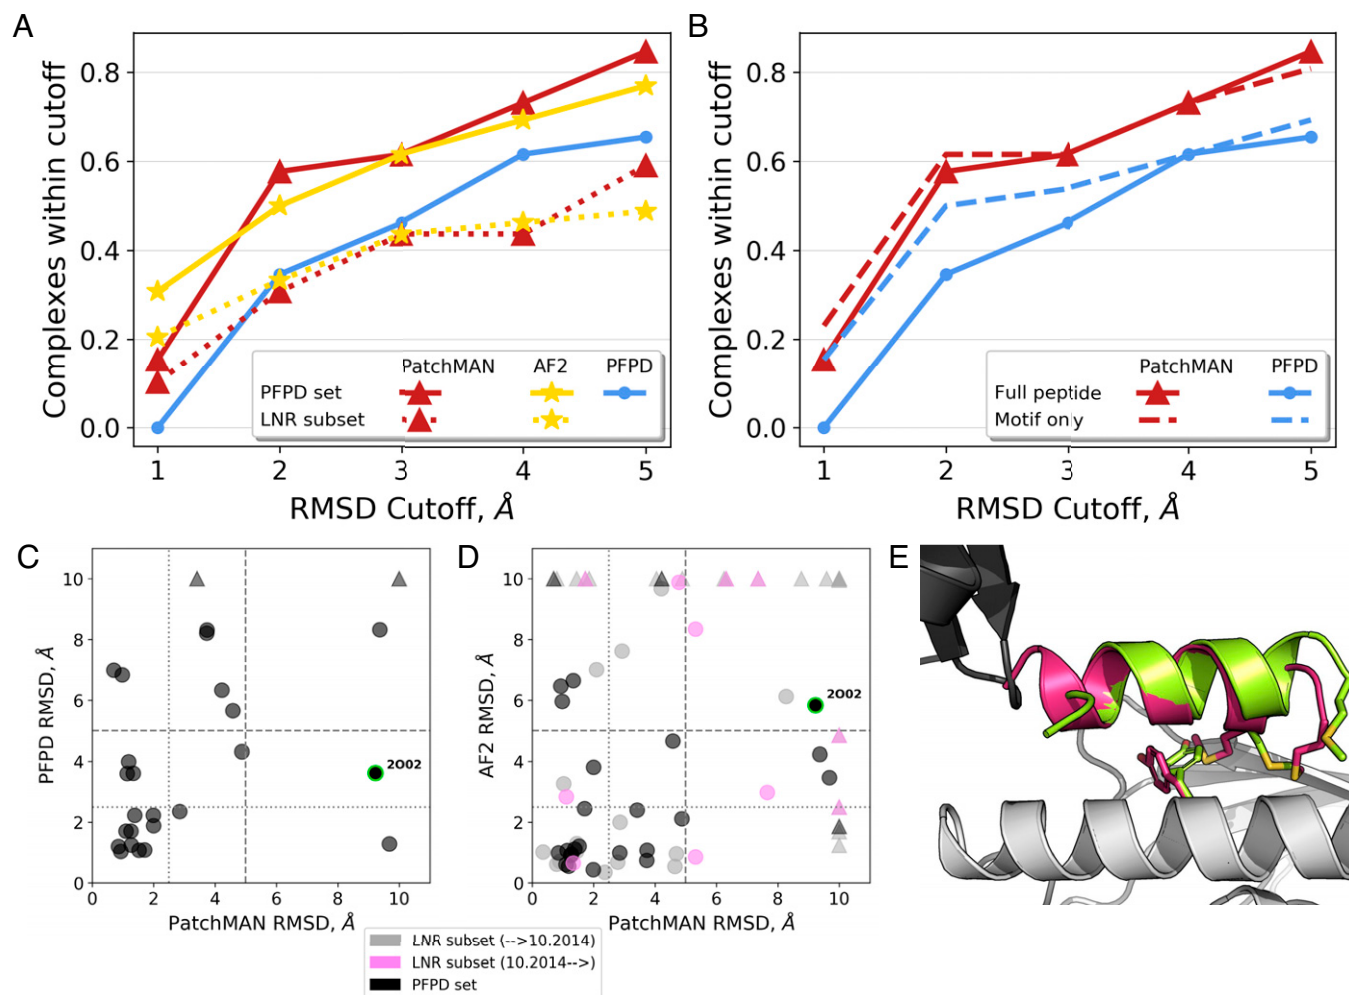 A
Complexes within cutoff
0.8
0.6
0.4
0.2
0.0
PatchMAN AF2 PFPD
PFPD set
LNR subset
1 2 3 4 5
RMSD Cutoff, Å
B
Complexes within cutoff
0.8
0.6
0.4
0.2
0.0
PatchMAN PFPD
Full peptide
Motif only
1 2 3 4 5
RMSD Cutoff, Å
C
PFPD RMSD, Å
10
8
6
4
2
0
2O02
0 2 4 6 8 10
PatchMAN RMSD, Å
D
AF2 RMSD, Å
10
8
6
4
2
0
2O02
0 2 4 6 8 10
PatchMAN RMSD, Å
LNR subset (-->10.2014)
LNR subset (10.2014-->)
PFPD set
E